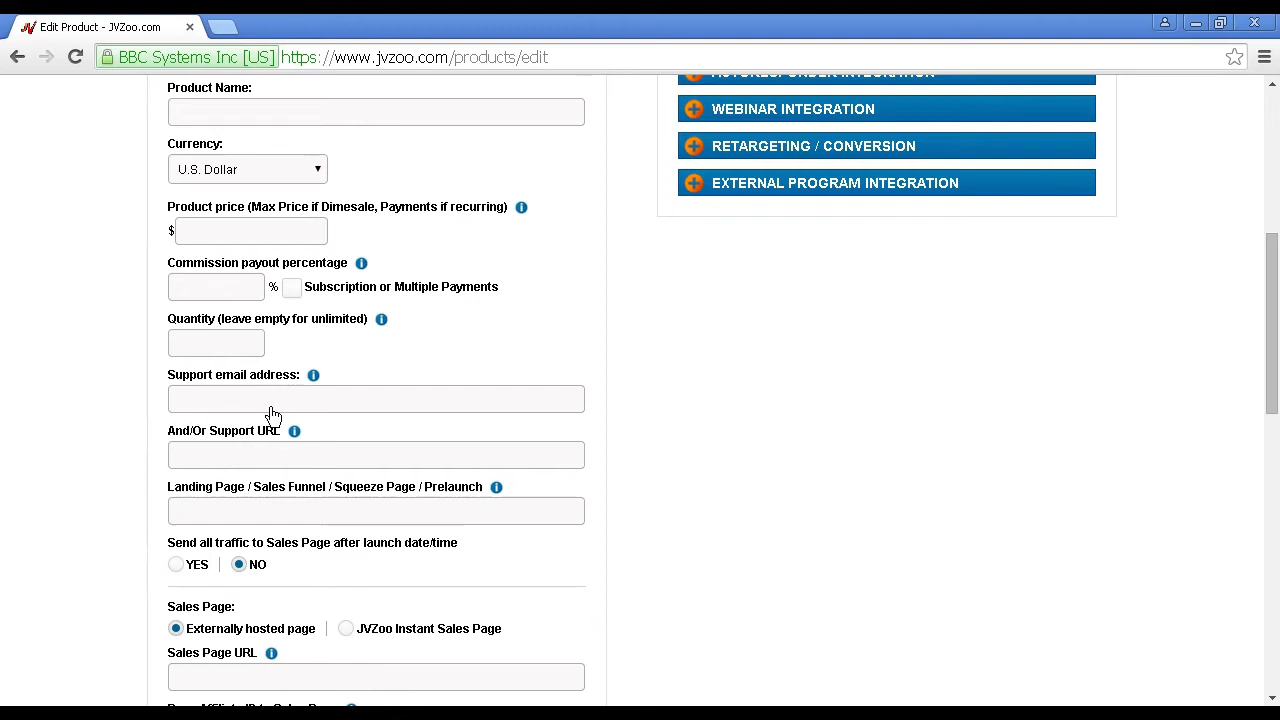 Edit Product - JVZoo.com
BBC Systems Inc [US] https://www.jvzoo.com/products/edit
Product Name:
Currency:
U.S. Dollar
Product price (Max Price if Dimesale, Payments if recurring)
$
Commission payout percentage
% Subscription or Multiple Payments
Quantity (leave empty for unlimited)
Support email address:
And/Or Support URL
Landing Page / Sales Funnel / Squeeze Page / Prelaunch
Send all traffic to Sales Page after launch date/time
YES | NO
Sales Page:
Externally hosted page | JVZoo Instant Sales Page
Sales Page URL
AUTORESPONDER INTEGRATION
WEBINAR INTEGRATION
RETARGETING / CONVERSION
EXTERNAL PROGRAM INTEGRATION